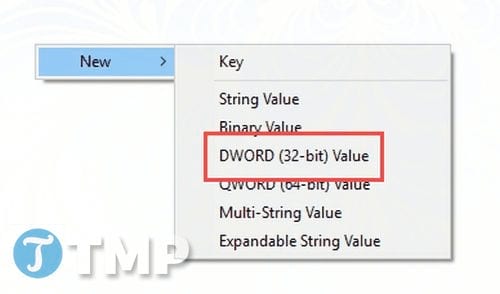 New
Key
String Value
Binary Value
DWORD (32-bit) Value
QWORD (64-bit) Value
Multi-String Value
Expandable String Value
T TMP